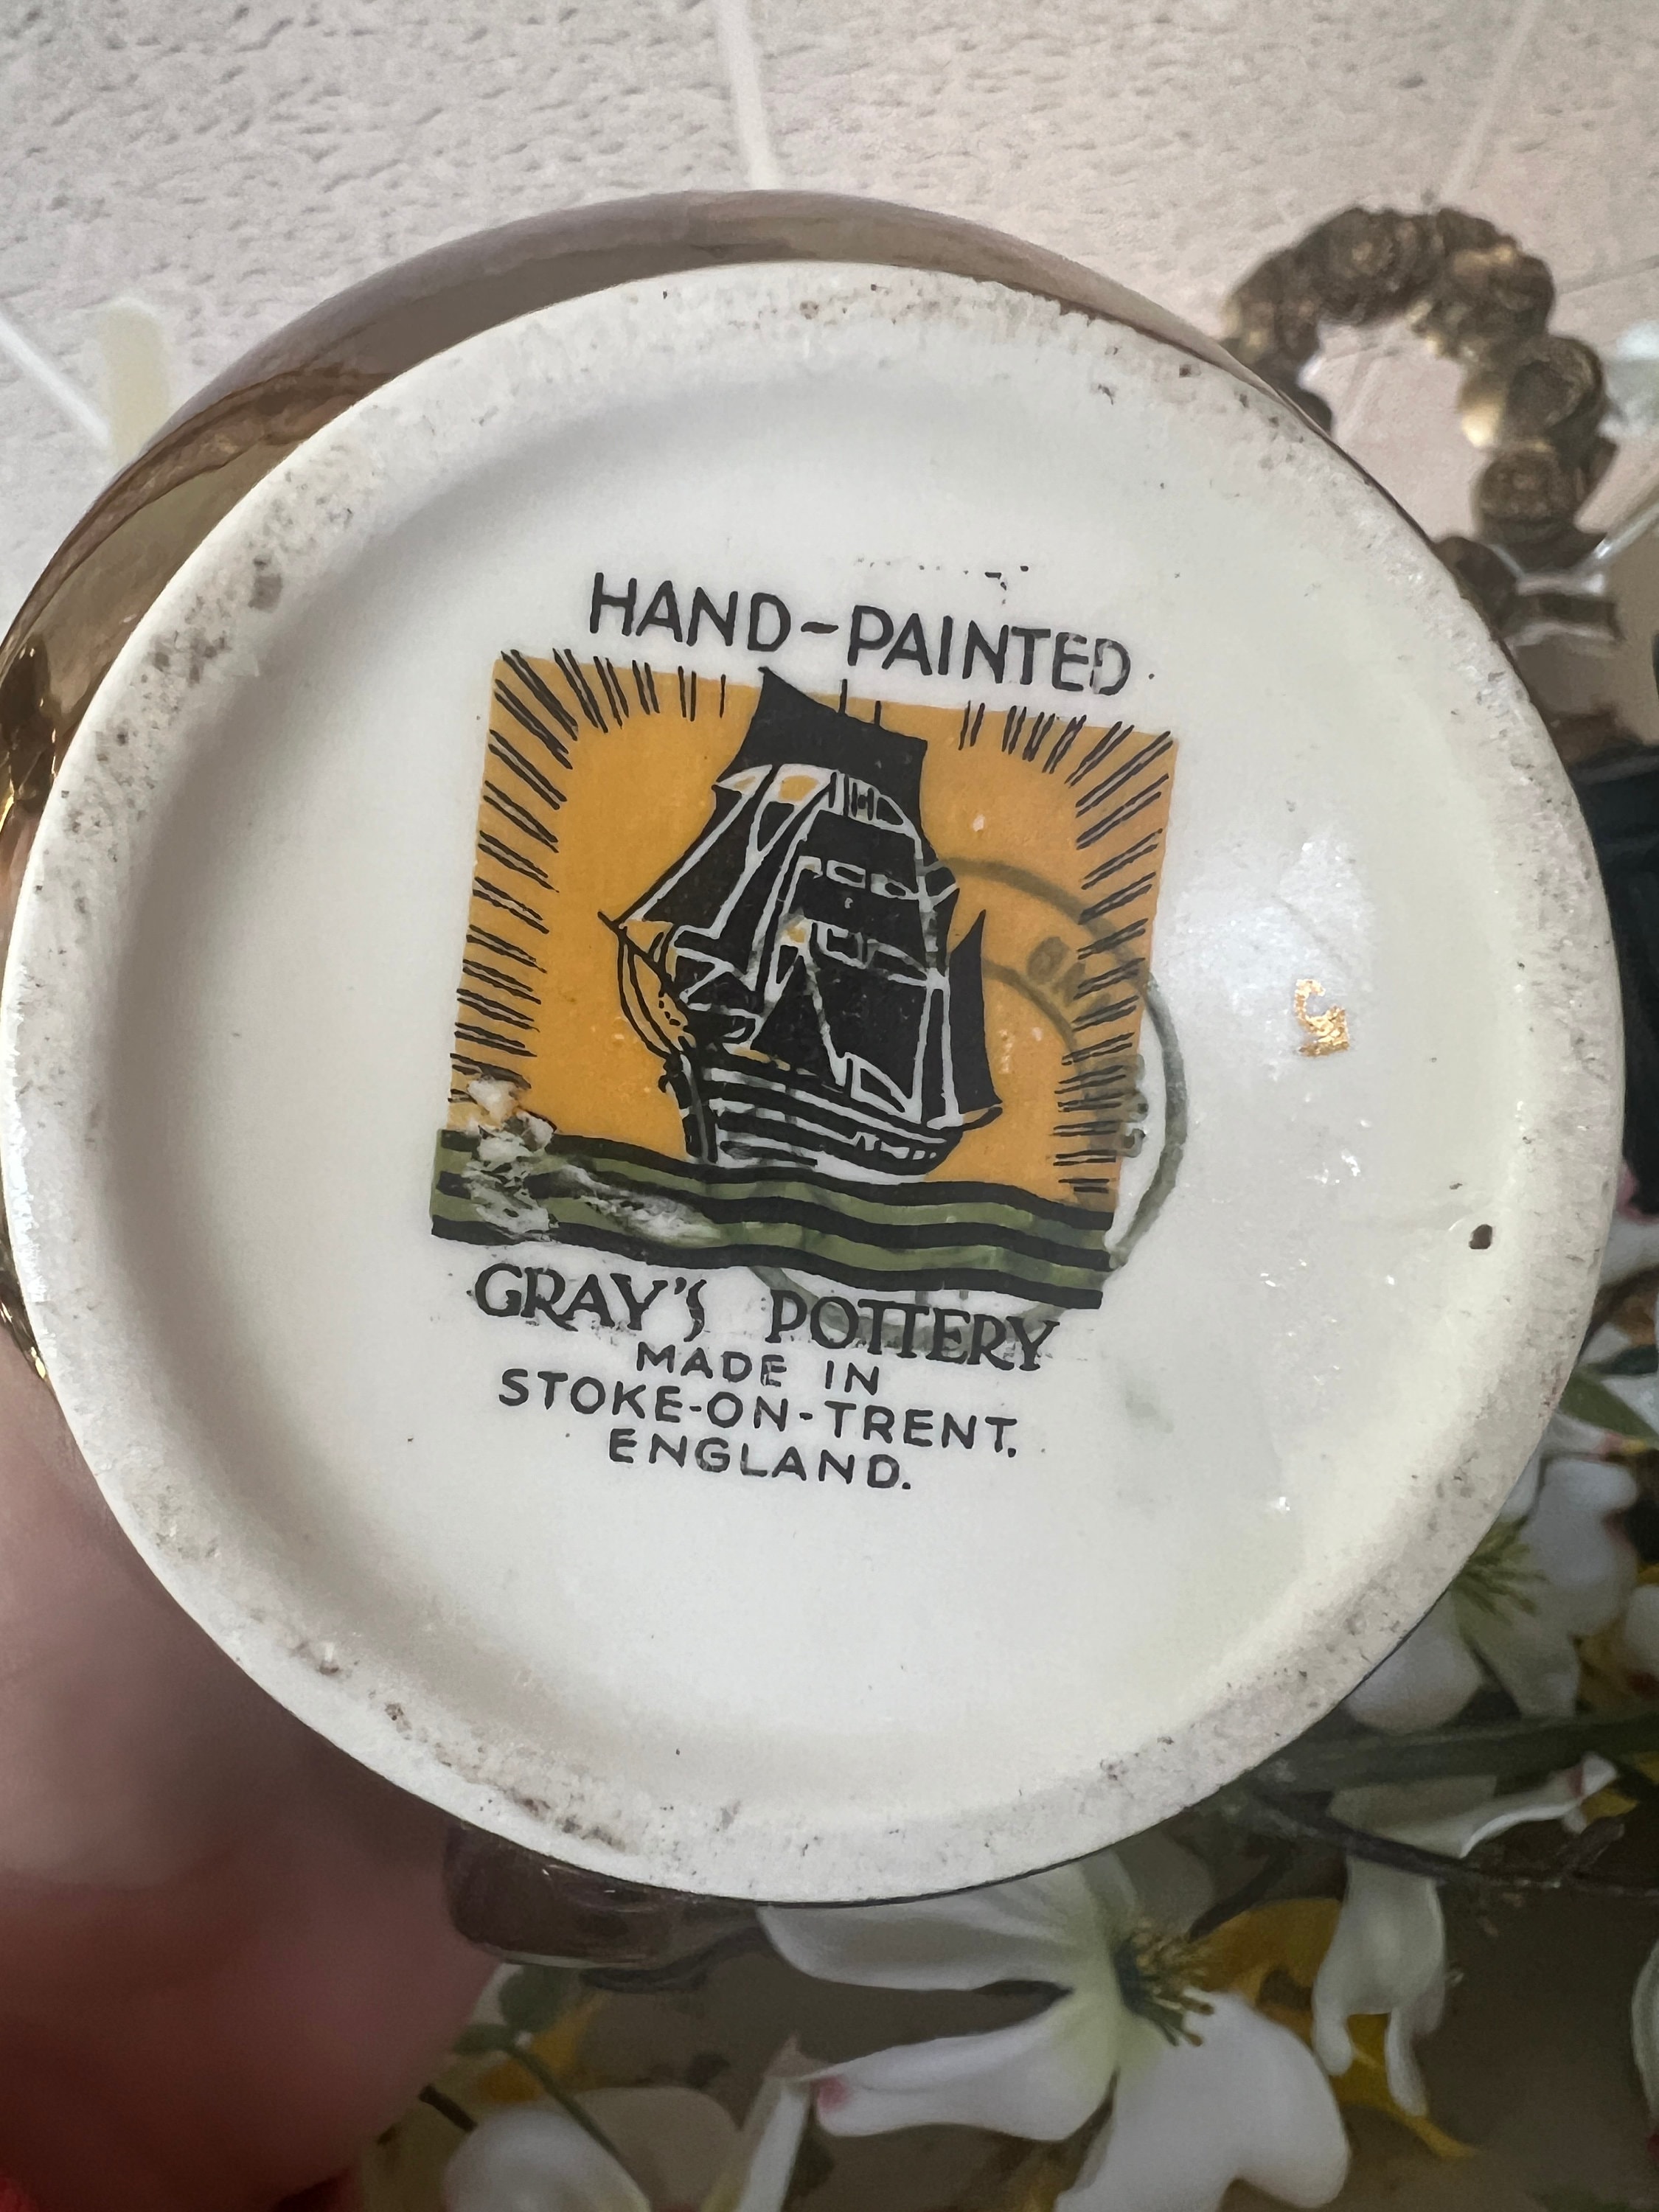 HAND-PAINTED
GRAY'S POTTERY
MADE IN
STOKE-ON-TRENT.
ENGLAND.